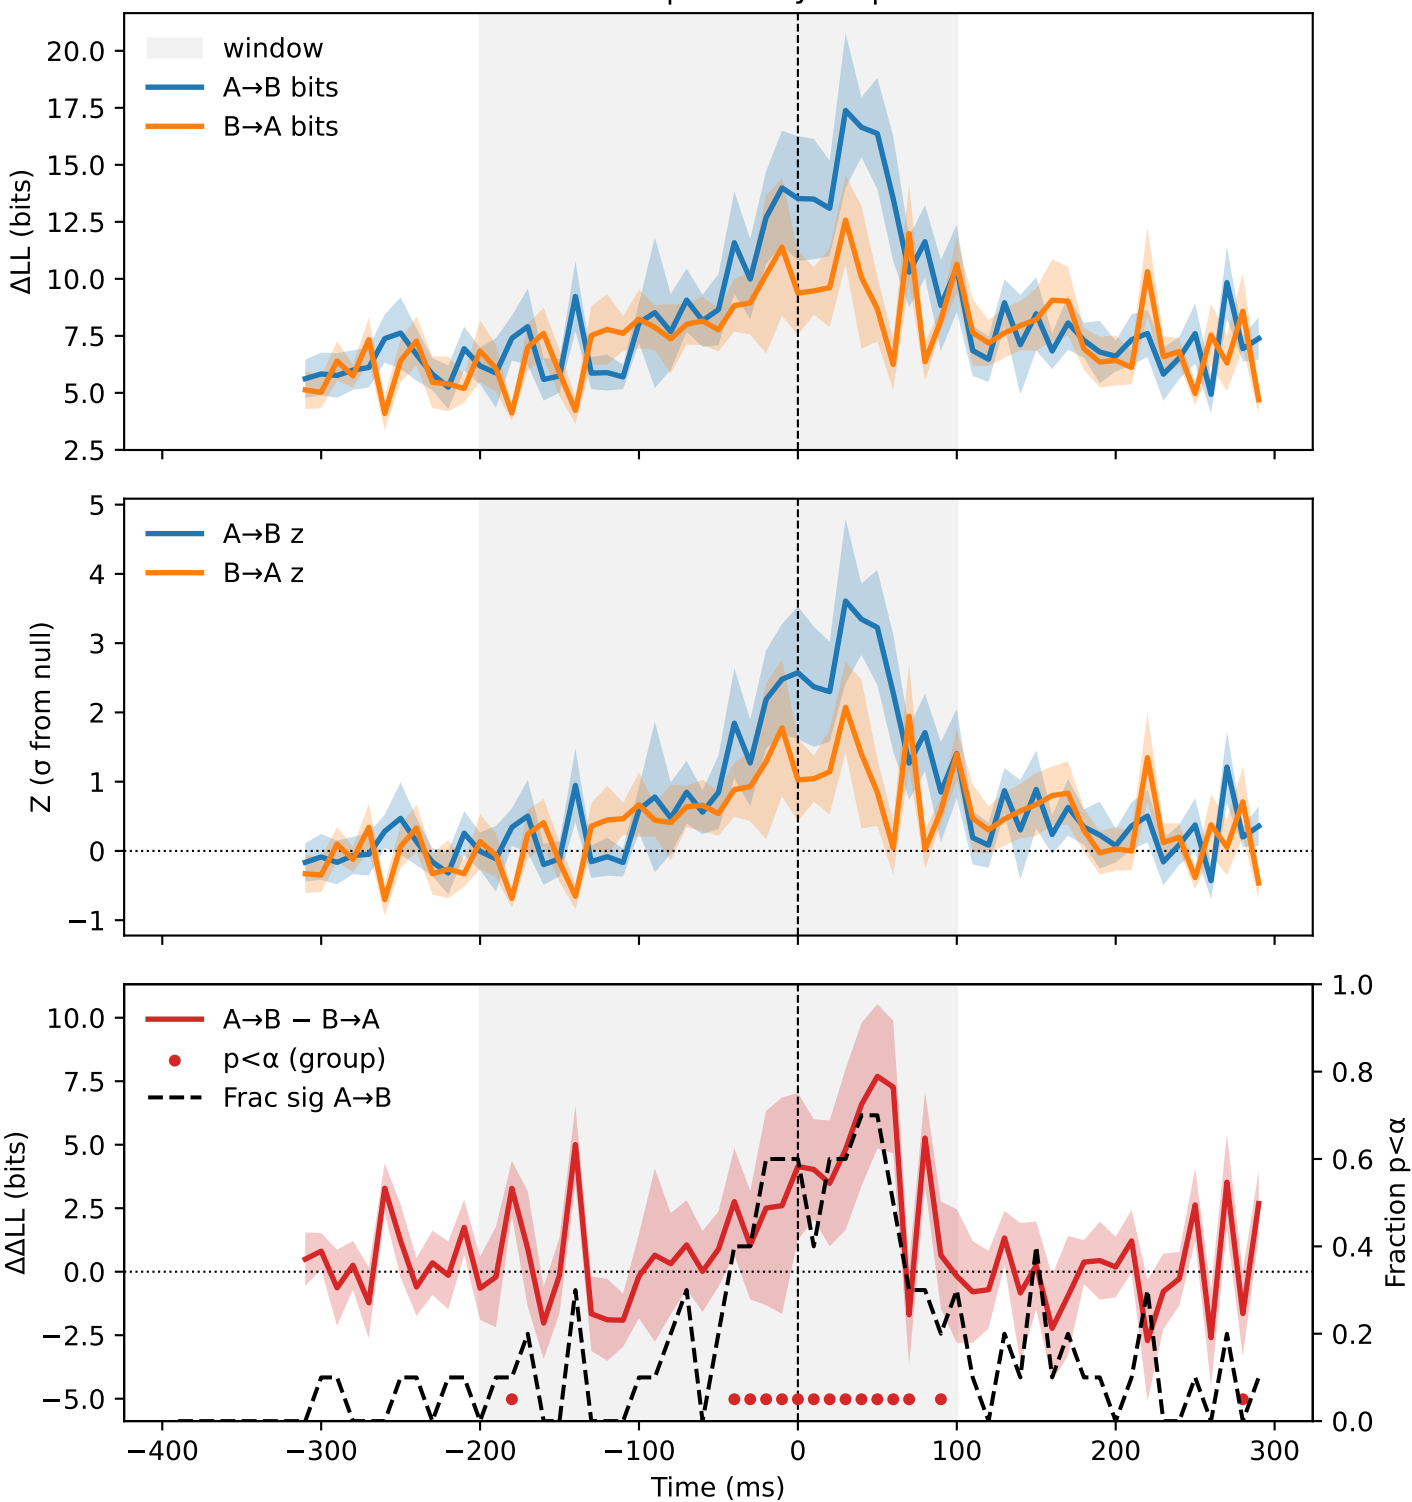 20.0
17.5
15.0
12.5
10.0
7.5
5.0
2.5
ΔLL (bits)
window
A→B bits
B→A bits
5
4
3
2
1
0
−1
Z (σ from null)
A→B z
B→A z
10.0
7.5
5.0
2.5
0.0
−2.5
−5.0
ΔΔLL (bits)
A→B − B→A
p<α (group)
Frac sig A→B
1.0
0.8
0.6
0.4
0.2
0.0
Fraction p<α
−400 −300 −200 −100 0 100 200 300
Time (ms)